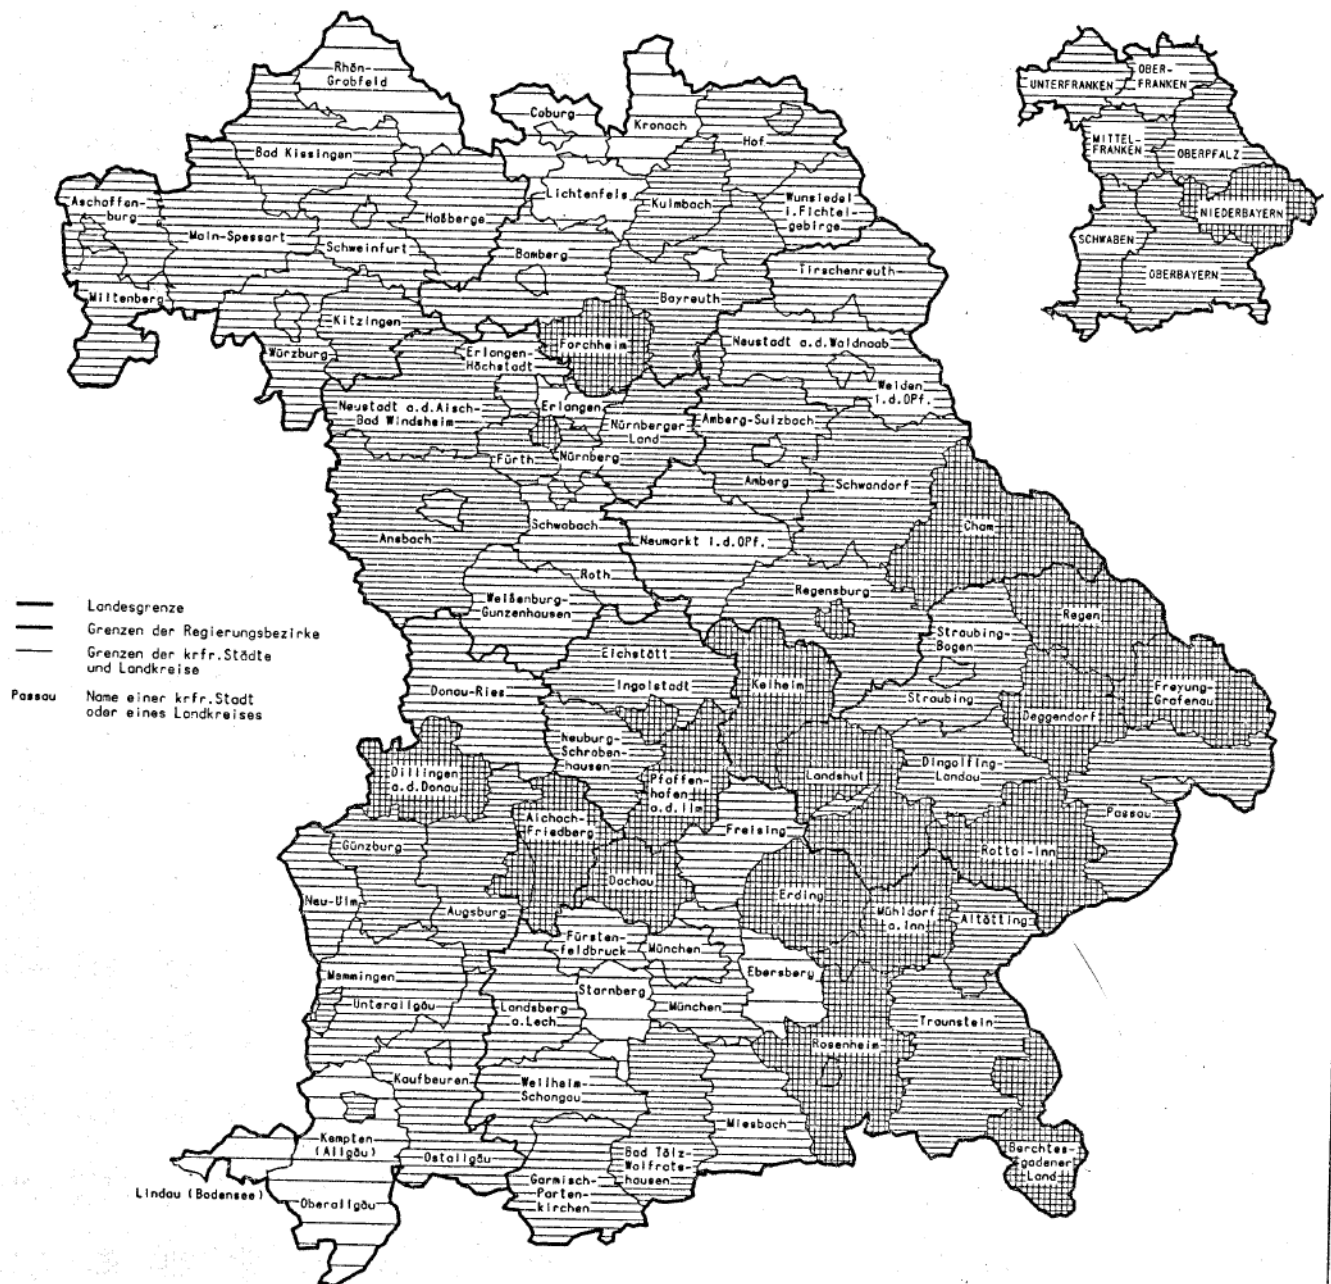 Rhön-
Grabfeld
Coburg
Kronach
Hof
Bad Kissingen
Lichtenfels
Kulmbach
Wunsiedel
i.Fichtel-
gebirge
Aschaffen-
burg
Haßberge
Main-Spessart
Schweinfurt
Bamberg
Tirschenreuth
Miltenberg
Bayreuth
Kitzingen
Forchheim
Neustadt a.d.Waldnaab
Würzburg
Erlangen-
Höchstadt
Weiden
i.d.OPf.
Neustadt a.d.Aisch-
Bad Windsheim
Erlangen
Nürnberger
Land
Amberg-Sulzbach
Fürth
Nürnberg
Amberg
Schwandorf
Cham
Ansbach
Schwabach
Neumarkt i.d.OPf.
Roth
Regensburg
Weißenburg-
Gunzenhausen
Regen
Straubing-
Bogen
Eichstätt
Kelheim
Ingolstadt
Donau-Ries
Straubing
Deggendorf
Freyung-
Grafenau
Neuburg-
Schroben-
hausen
Dillingen
a.d.Donau
Pfaffen-
hofen
a.d.Ilm
Landshut
Dingolfing-
Landau
Passau
Aichach-
Friedberg
Freising
Günzburg
Rottal-Inn
Dachau
Erding
Neu-Ulm
Augsburg
Mühldorf
a.Inn
Altötting
Fürsten-
feldbruck
München
Ebersberg
Memmingen
Unterallgäu
Starnberg
Landsberg
a.Lech
München
Traunstein
Rosenheim
Kaufbeuren
Weilheim-
Schongau
Miesbach
Kempten
(Allgäu)
Ostallgäu
Bad Tölz-
Wolfrats-
hausen
Berchtes-
gadener
Land
Garmisch-
Parten-
kirchen
Lindau (Bodensee)
Oberallgäu
UNTERFRANKEN
OBER-
FRANKEN
MITTEL-
FRANKEN
OBERPFALZ
NIEDERBAYERN
SCHWABEN
OBERBAYERN
Landesgrenze
Grenzen der Regierungsbezirke
Grenzen der krfr.Städte
und Landkreise
Passau Name einer krfr.Stadt
oder eines Landkreises